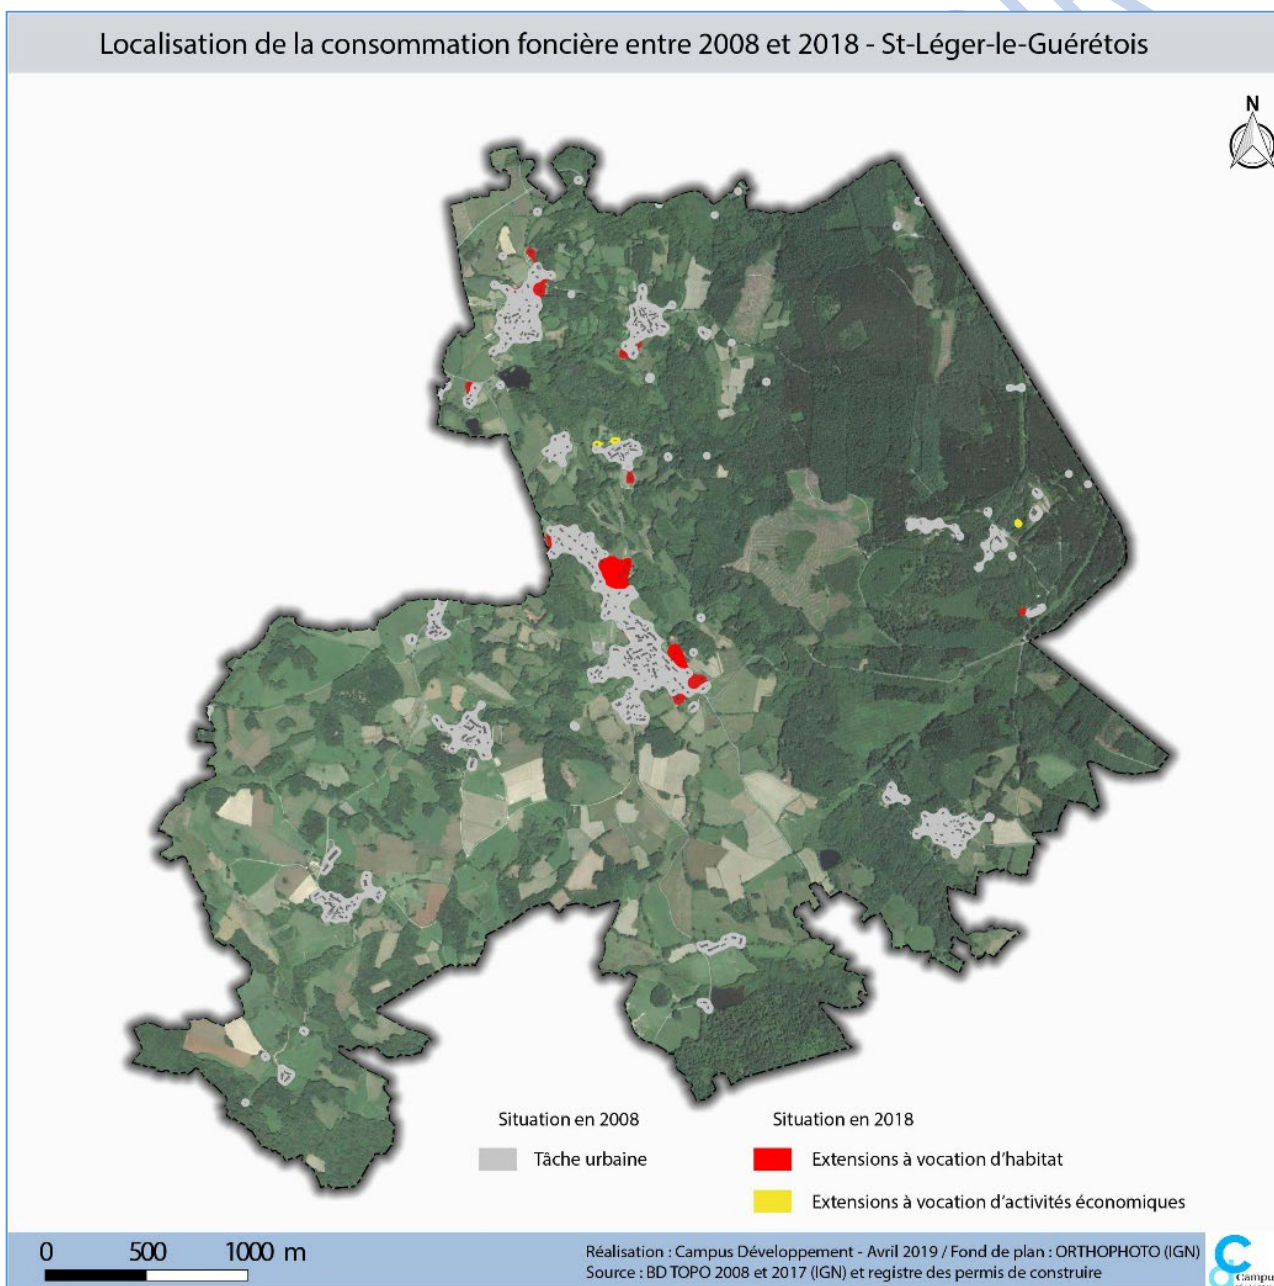 Localisation de la consommation foncière entre 2008 et 2018 - St-Léger-le-Guérétois
N
Situation en 2008
Situation en 2018
Tâche urbaine
Extensions à vocation d'habitat
Extensions à vocation d'activités économiques
0 500 1000 m
Réalisation : Campus Développement - Avril 2019 / Fond de plan : ORTHOPHOTO (IGN)
Source : BD TOPO 2008 et 2017 (IGN) et registre des permis de construire
Campus